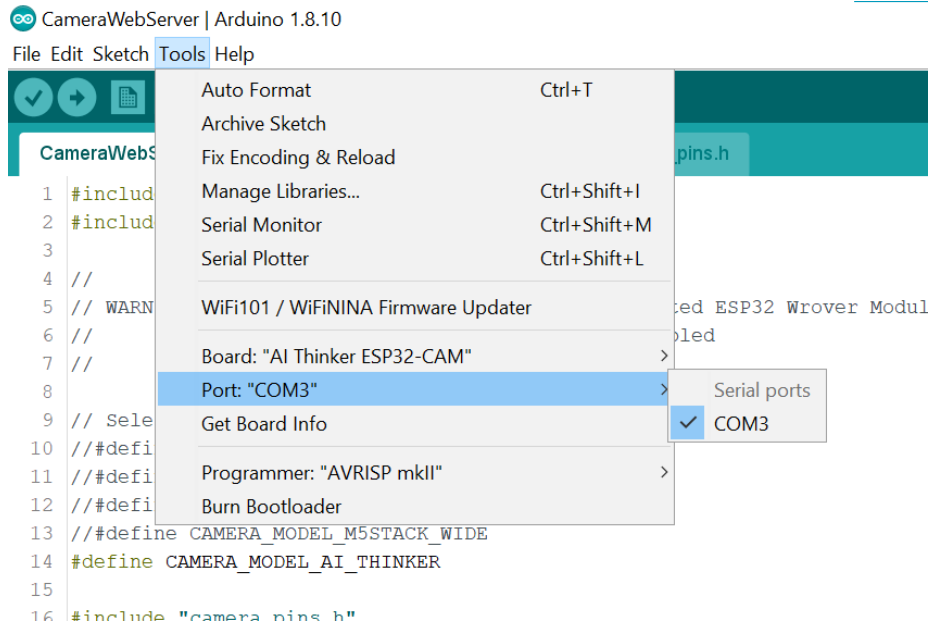 CameraWebServer | Arduino 1.8.10
File Edit Sketch Tools Help
Auto Format Ctrl+T
Archive Sketch
CameraWebS pins.h
Fix Encoding & Reload
1 #includ
Manage Libraries... Ctrl+Shift+I
2 #includ
Serial Monitor Ctrl+Shift+M
3
Serial Plotter Ctrl+Shift+L
4 //
5 // WARN ted ESP32 Wrover Modul
WiFi101 / WiFiNINA Firmware Updater
6 // bled
7 //
Board: "AI Thinker ESP32-CAM"
8
Port: "COM3" Serial ports
9 // Sele
Get Board Info COM3
10 //#defi
11 //#defi
Programmer: "AVRISP mkII"
12 //#defi
Burn Bootloader
13 //#define CAMERA_MODEL_M5STACK_WIDE
14 #define CAMERA_MODEL_AI_THINKER
15
16 #include "camera_pins.h"